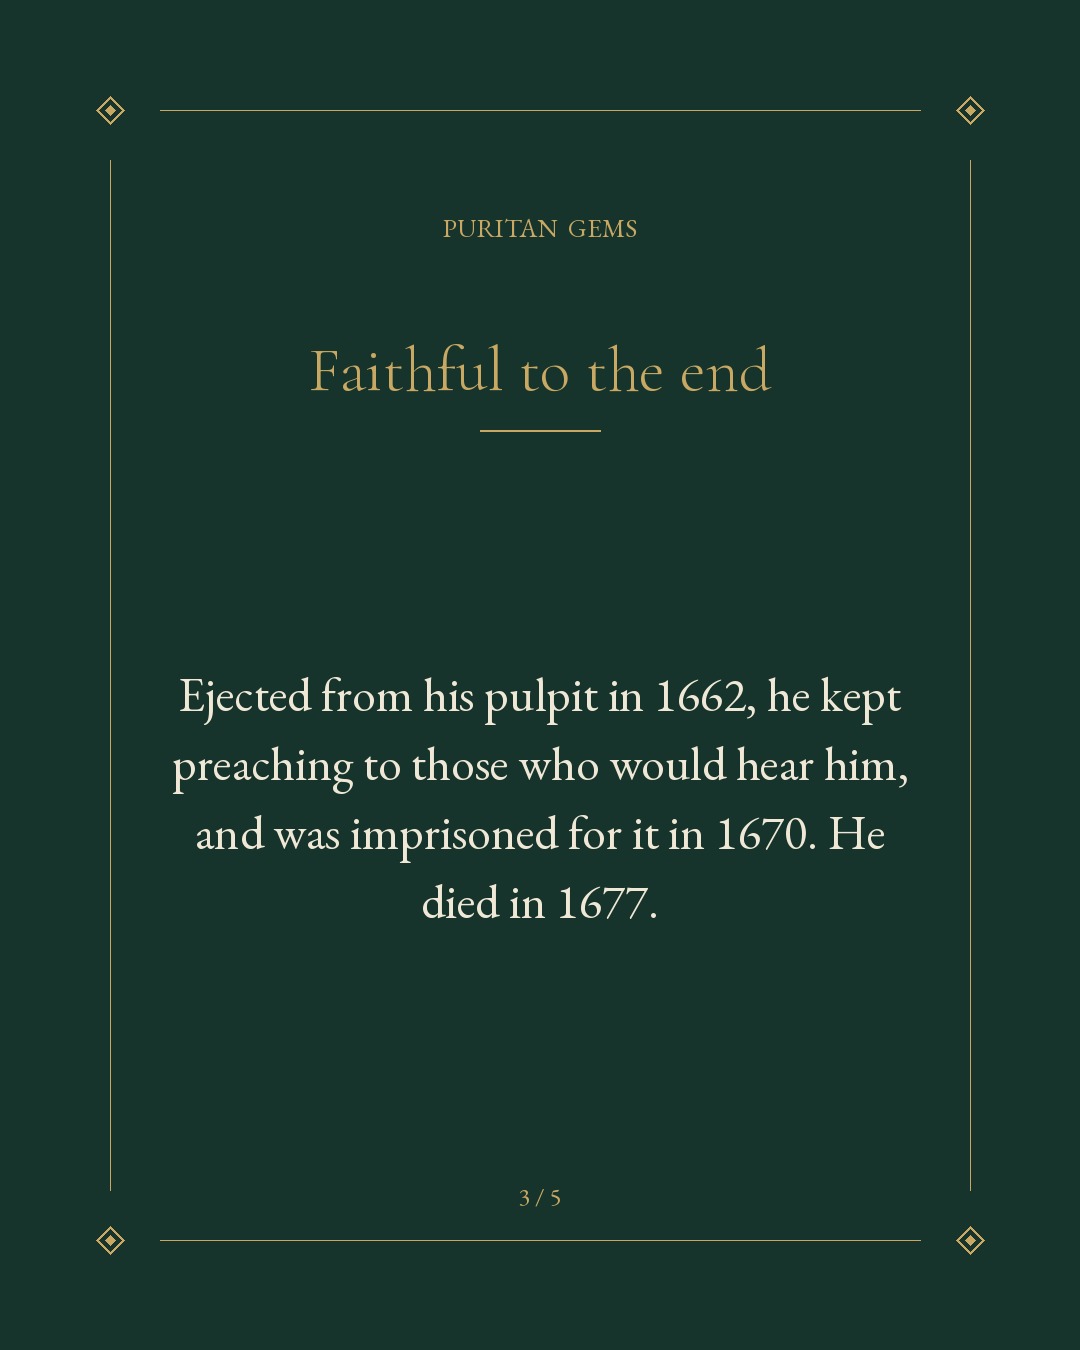 PURITAN GEMS
Faithful to the end
Ejected from his pulpit in 1662, he kept
preaching to those who would hear him,
and was imprisoned for it in 1670. He
died in 1677.
3 / 5